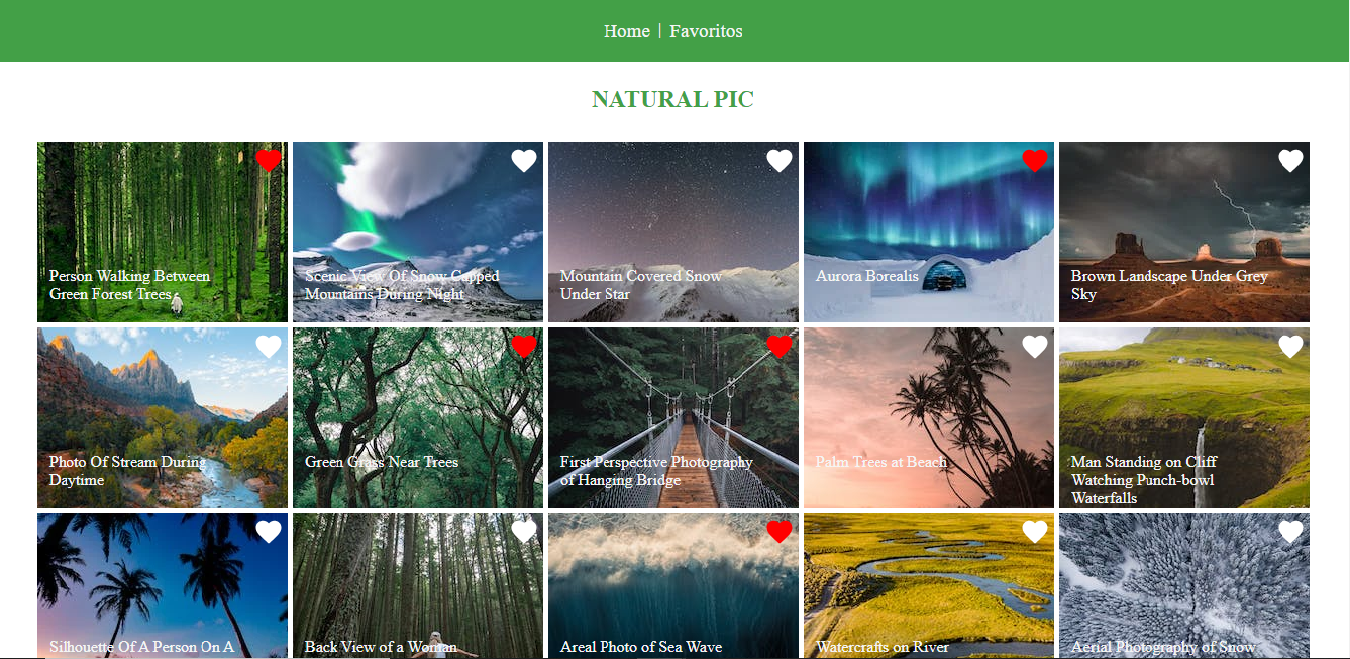 Home | Favoritos
NATURAL PIC
Person Walking Between
Green Forest Trees
Scenic View Of Snow Capped
Mountains During Night
Mountain Covered Snow
Under Star
Aurora Borealis
Brown Landscape Under Grey
Sky
Photo Of Stream During
Daytime
Green Grass Near Trees
First Perspective Photography
of Hanging Bridge
Palm Trees at Beach
Man Standing on Cliff
Watching Punch-bowl
Waterfalls
Silhouette Of A Person On A
Back View of a Woman
Areal Photo of Sea Wave
Watercrafts on River
Aerial Photography of Snow